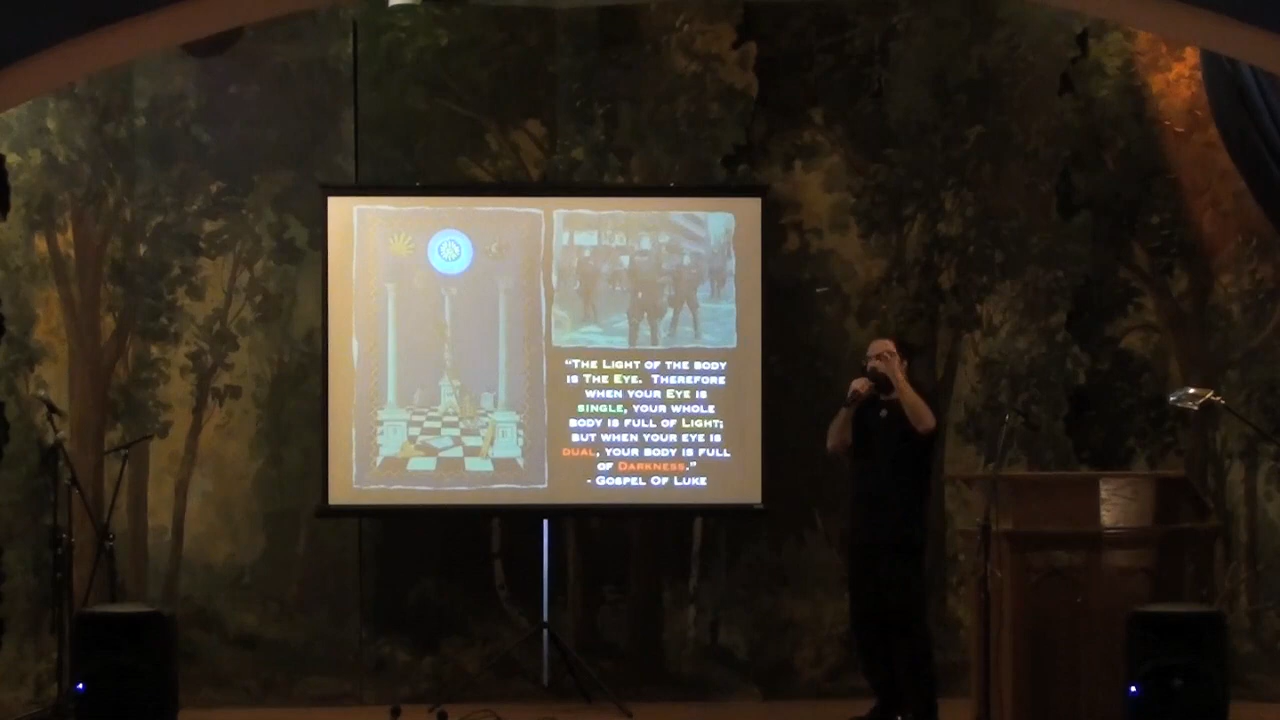 “The Light of the body
is The Eye. Therefore
when your Eye is
single, your whole
body is full of Light;
but when your eye is
dual, your body is full
of Darkness.”
- Gospel Of Luke